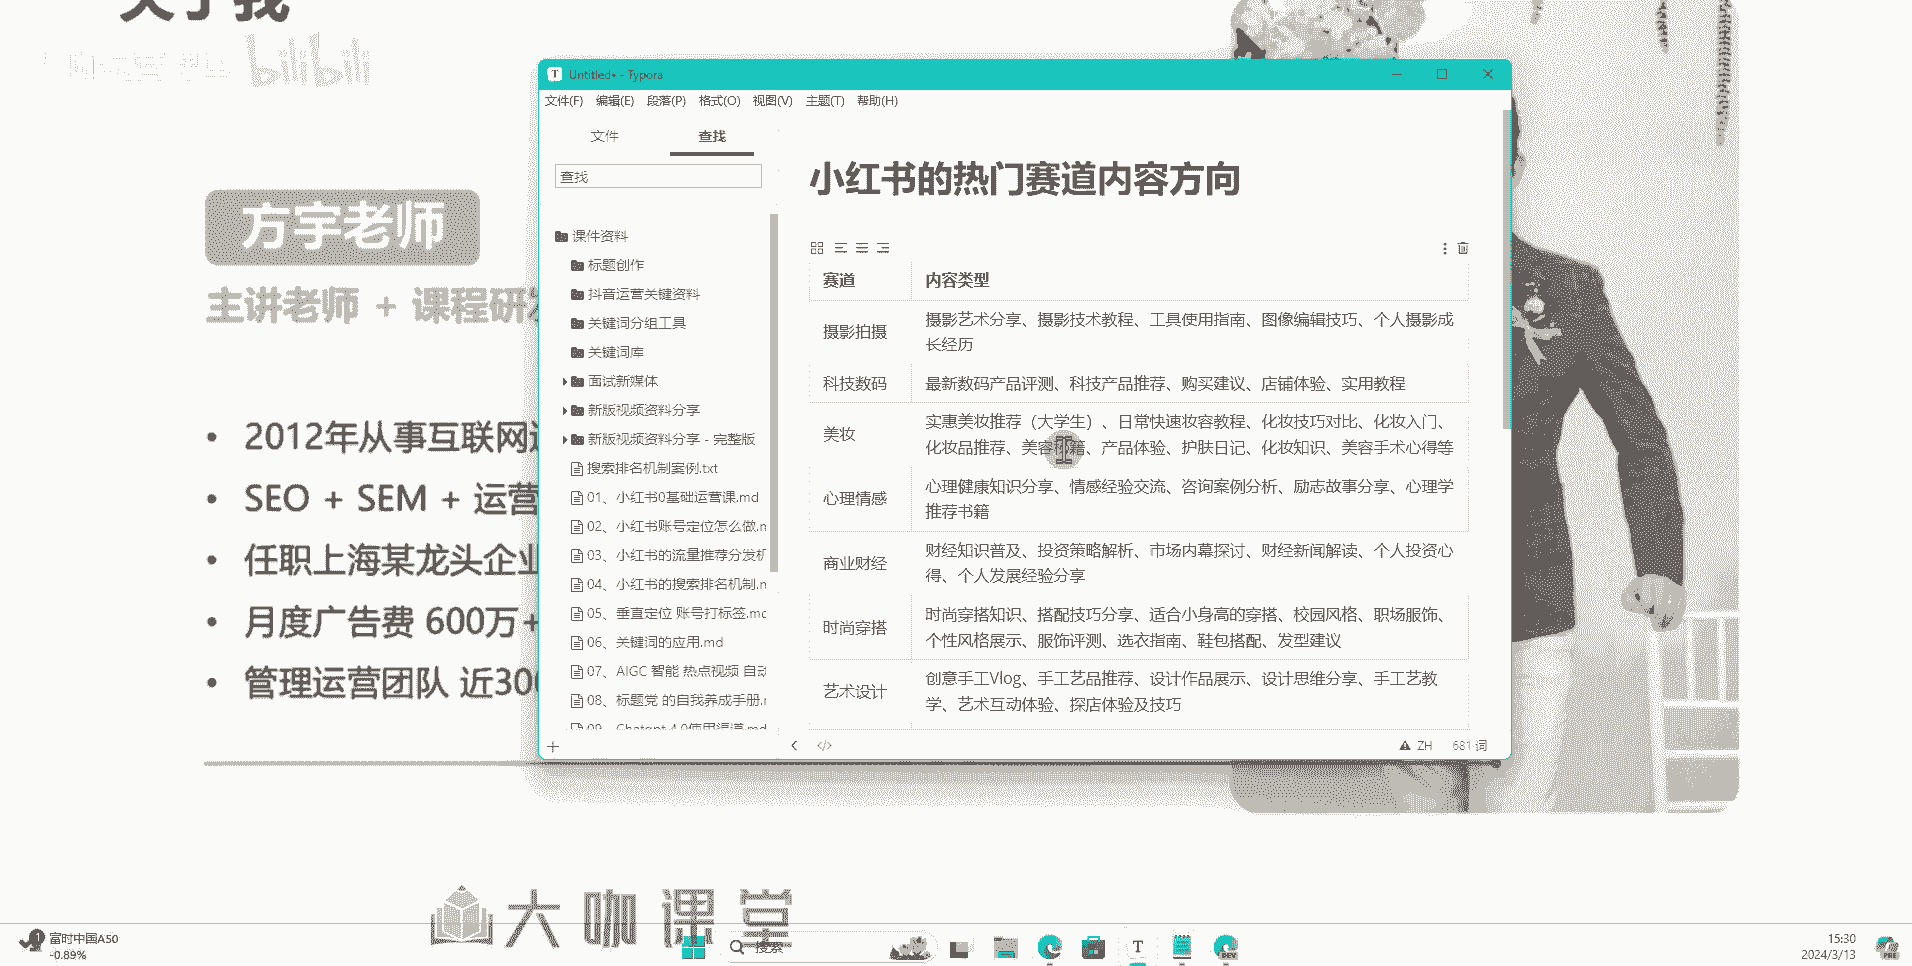 关于我
bilibili
方宇老师
主讲老师 + 课程研发
2012年从事互联网
SEO + SEM + 运营
任职上海某龙头企业
月度广告费 600万+
管理运营团队 近300
Untitled• - Typora
文件(F) 编辑(E) 段落(P) 格式(O) 视图(V) 主题(T) 帮助(H)
文件 查找
查找
课件资料
标题创作
抖音运营关键资料
关键词分组工具
关键词库
面试新媒体
新版视频资料分享
新版视频资料分享 - 完整版
搜索排名机制案例.txt
01、小红书0基础运营课.md
02、小红书账号定位怎么做.m
03、小红书的流量推荐分发机
04、小红书的搜索排名机制.m
05、垂直定位 账号打标签.md
06、关键词的应用.md
07、AIGC 智能 热点视频 自动
08、标题党 的自我养成手册.m
09、Chatgpt 4.0使用渠道.md
小红书的热门赛道内容方向
赛道 内容类型
摄影拍摄 摄影艺术分享、摄影技术教程、工具使用指南、图像编辑技巧、个人摄影成
长经历
科技数码 最新数码产品评测、科技产品推荐、购买建议、店铺体验、实用教程
美妆 实惠美妆推荐（大学生）、日常快速妆容教程、化妆技巧对比、化妆入门、
化妆品推荐、美容秘籍、产品体验、护肤日记、化妆知识、美容手术心得等
心理情感 心理健康知识分享、情感经验交流、咨询案例分析、励志故事分享、心理学
推荐书籍
商业财经 财经知识普及、投资策略解析、市场内幕探讨、财经新闻解读、个人投资心
得、个人发展经验分享
时尚穿搭 时尚穿搭知识、搭配技巧分享、适合小身高的穿搭、校园风格、职场服饰、
个性风格展示、服饰评测、选衣指南、鞋包搭配、发型建议
艺术设计 创意手工Vlog、手工艺品推荐、设计作品展示、设计思维分享、手工艺教
学、艺术互动体验、探店体验及技巧
ZH 681 词
大咖课堂
1
富时中国A50
-0.89%
搜索
T
DEV
15:30
2024/3/13
PRE